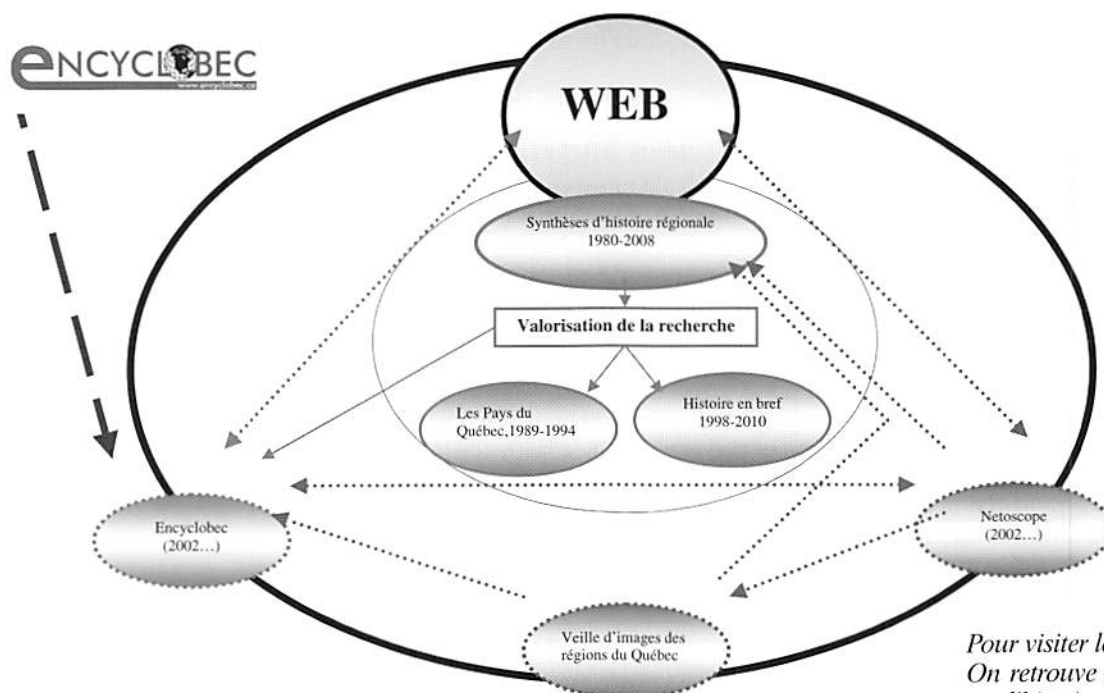 ENCYCLOBEC
www.encyclobec.ca
WEB
Synthèses d'histoire régionale
1980-2008
Valorisation de la recherche
Les Pays du
Québec,1989-1994
Histoire en bref
1998-2010
Encyclobec
(2002…)
Netoscope
(2002…)
Veille d'images des
régions du Québec
Pour visiter
On retrouve